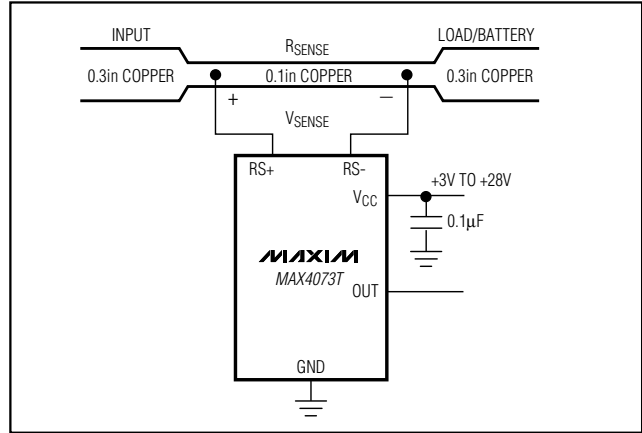 INPUT RSENSE LOAD/BATTERY
0.3in COPPER 0.1in COPPER 0.3in COPPER
+ −
VSENSE
RS+ RS-
VCC +3V TO +28V
0.1µF
MAXIM
MAX4073T
OUT
GND